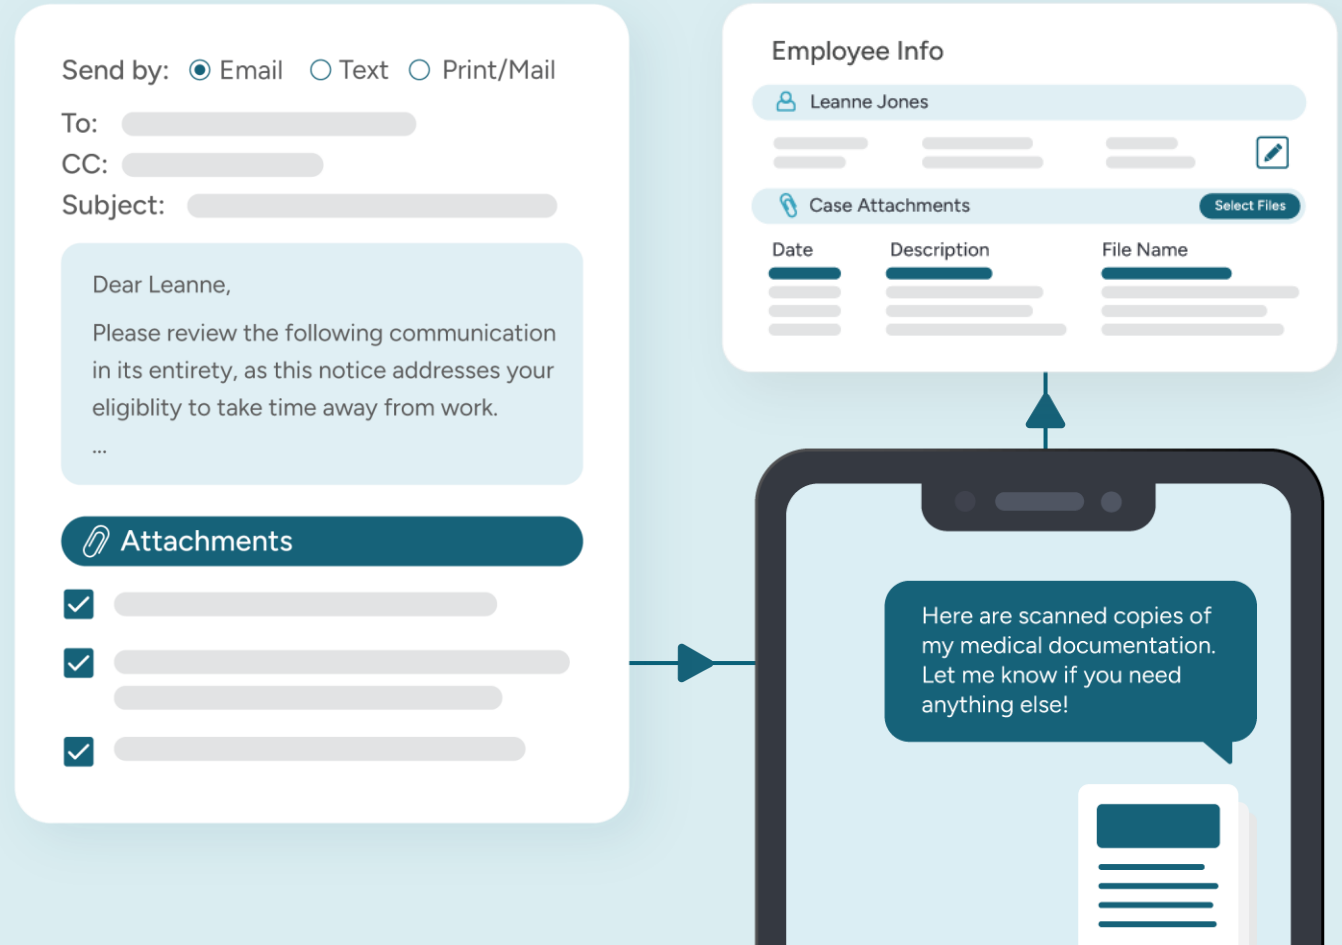 Send by: Email Text Print/Mail
To:
CC:
Subject:
Dear Leanne,
Please review the following communication
in its entirety, as this notice addresses your
eligiblity to take time away from work.
...
Attachments
Employee Info
Leanne Jones
Case Attachments Select Files
Date Description File Name
Here are scanned copies of
my medical documentation.
Let me know if you need
anything else!